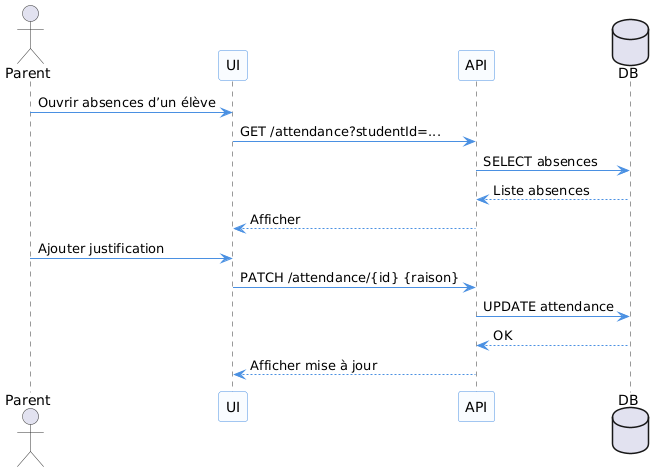 Parent
UI
API
DB
Ouvrir absences d’un élève
GET /attendance?studentId=...
SELECT absences
Liste absences
Afficher
Ajouter justification
PATCH /attendance/{id} {raison}
UPDATE attendance
OK
Afficher mise à jour
Parent
UI
API
DB